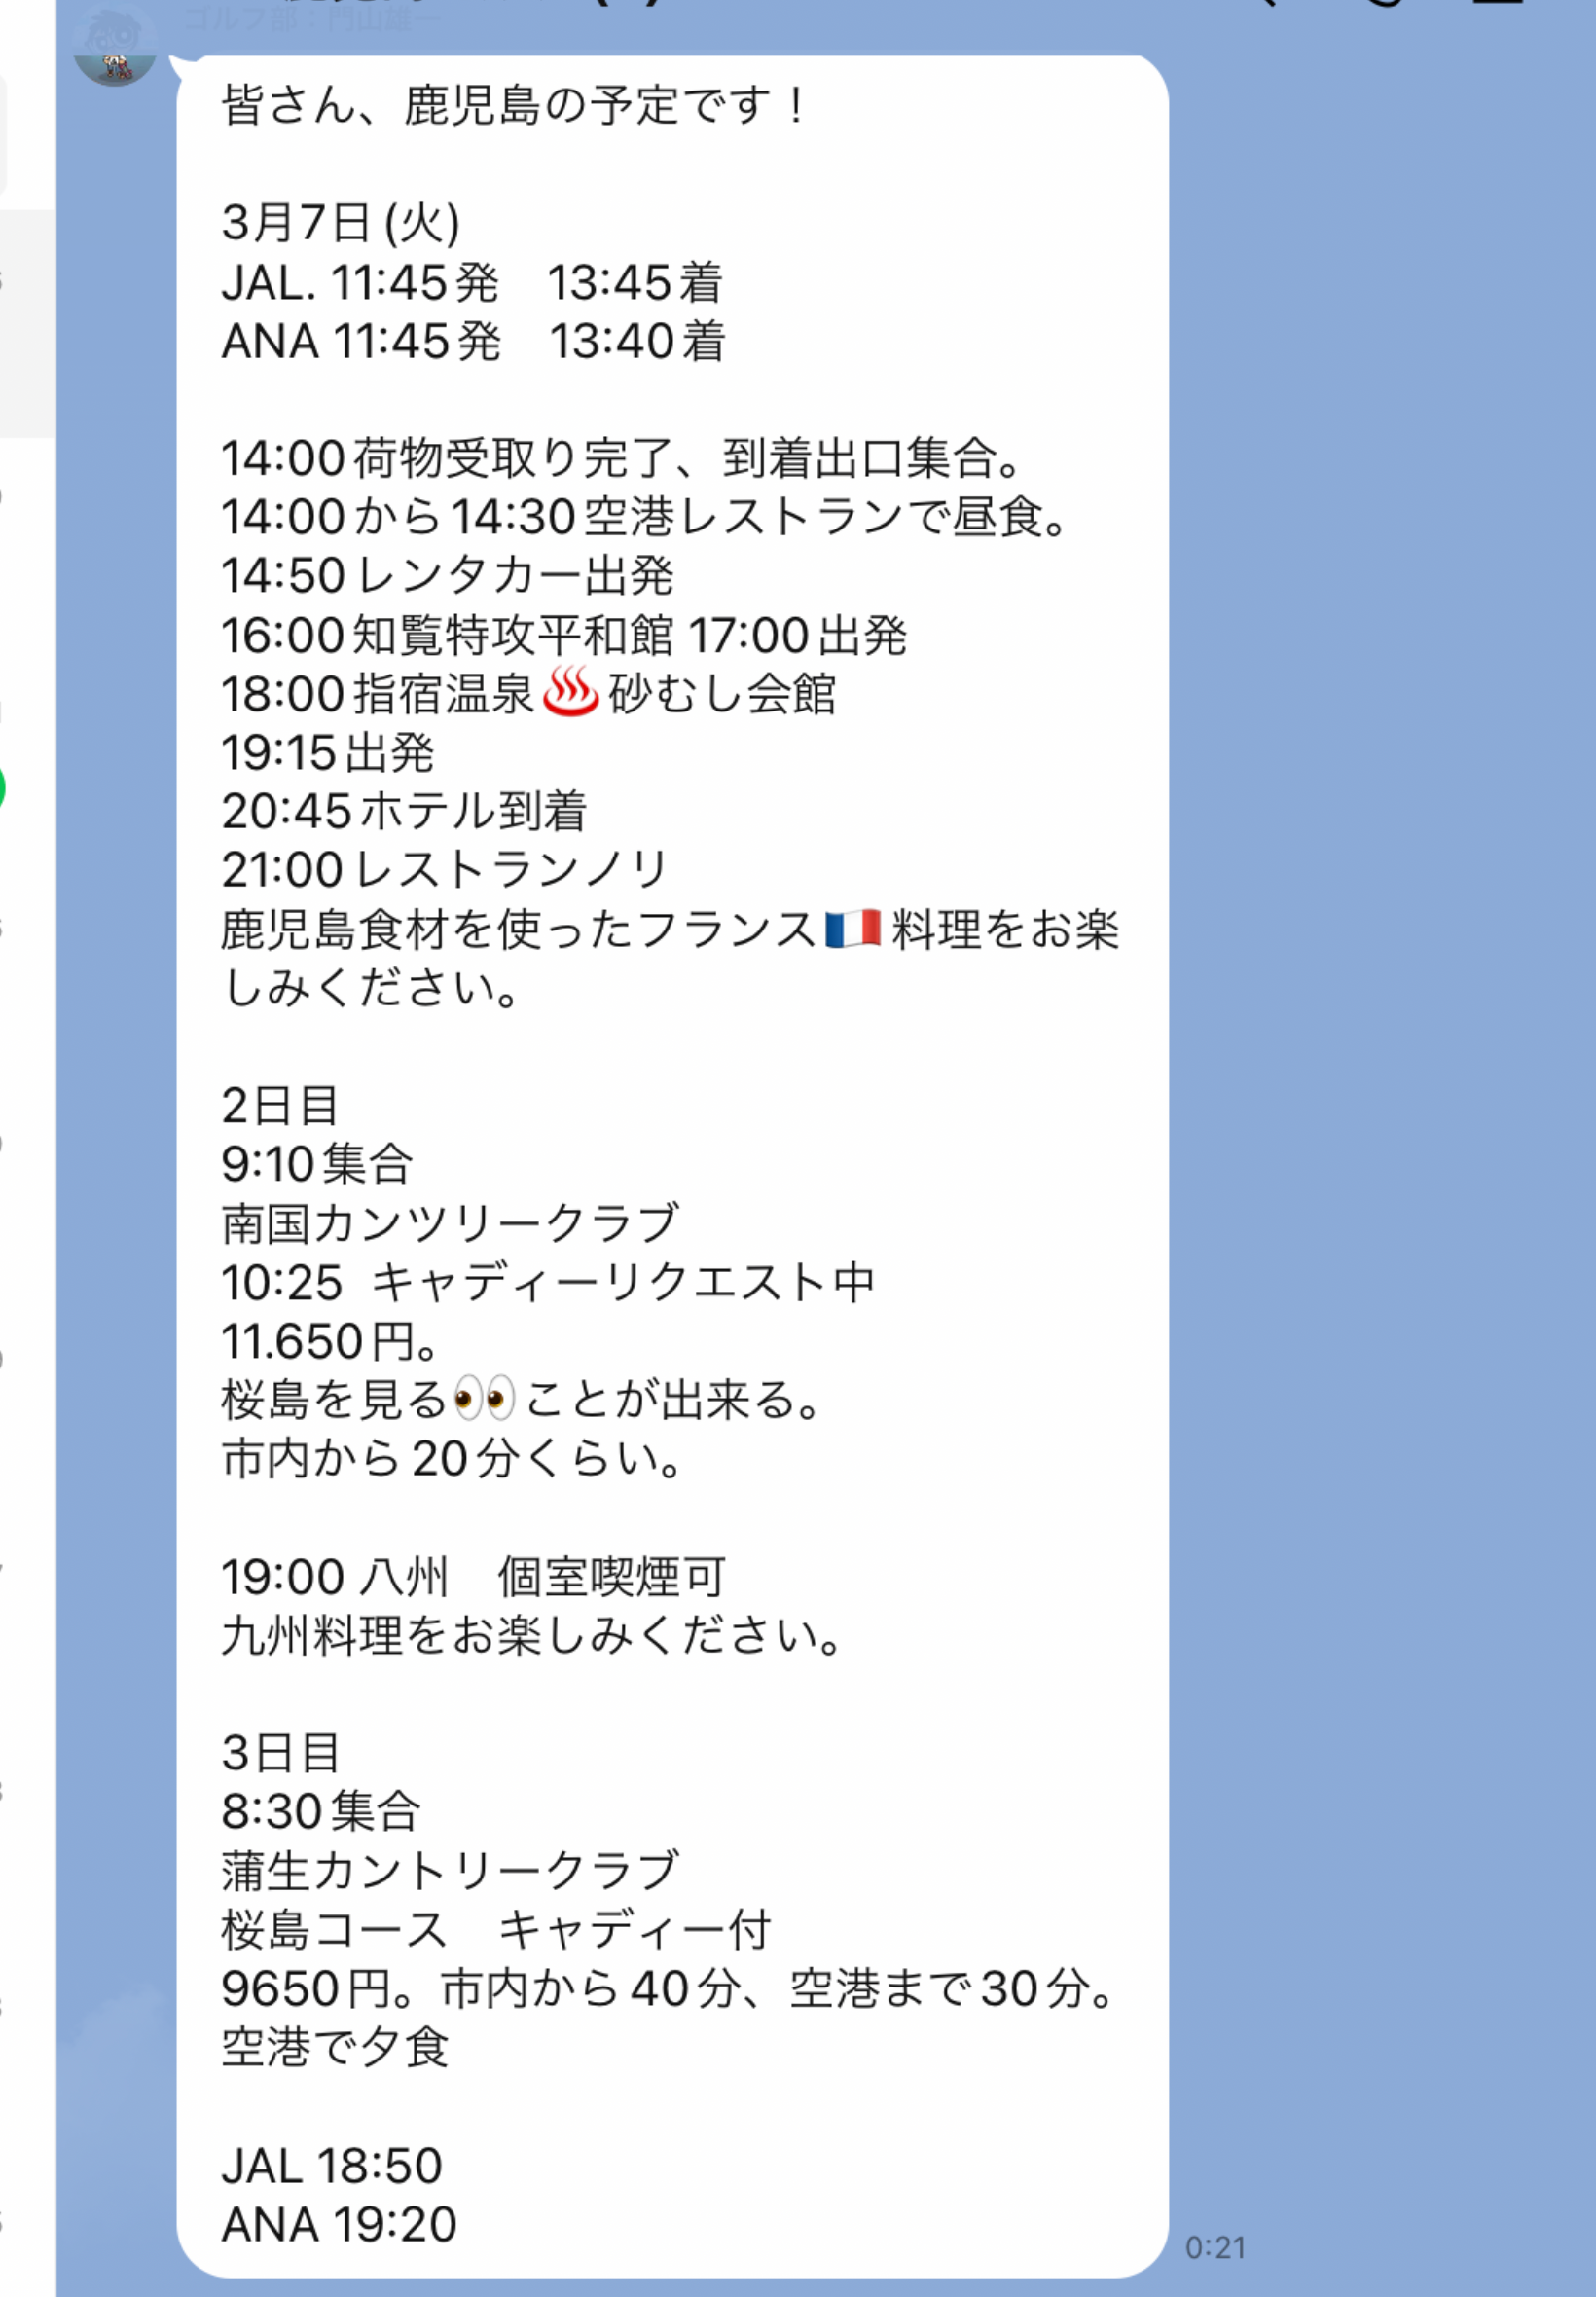 ゴルフ部：門山雄一
皆さん、鹿児島の予定です！
3月7日(火)
JAL. 11:45発　13:45着
ANA 11:45発　13:40着
14:00荷物受取り完了、到着出口集合。
14:00から14:30空港レストランで昼食。
14:50レンタカー出発
16:00知覧特攻平和館 17:00出発
18:00指宿温泉♨️砂むし会館
19:15出発
20:45ホテル到着
21:00レストランノリ
鹿児島食材を使ったフランス🇫🇷料理をお楽
しみください。
2日目
9:10集合
南国カンツリークラブ
10:25 キャディーリクエスト中
11.650円。
桜島を見る👀ことが出来る。
市内から20分くらい。
19:00 八州　個室喫煙可
九州料理をお楽しみください。
3日目
8:30集合
蒲生カントリークラブ
桜島コース　キャディー付
9650円。市内から40分、空港まで30分。
空港で夕食
JAL 18:50
ANA 19:20
0:21